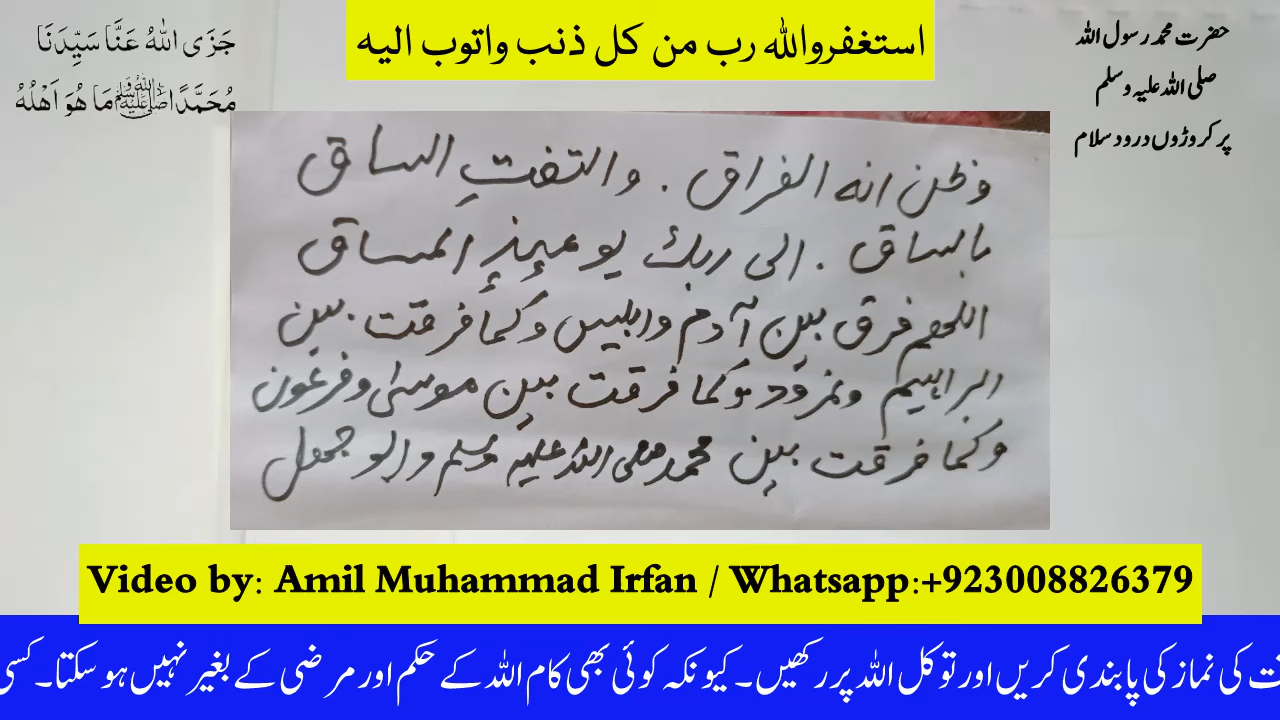 استغفرواللہ رب من کل ذنب واتوب الیہ
جَزَی اللهُ عَنَّا سَیِّدَنَا
مُحَمَّدًا ﷺ مَا هُوَ اَهْلُهُ
حضرت محمد رسول اللہ
صلی اللہ علیہ وسلم
پر کروڑوں درود سلام
وظن انه الفراق . والتفتِ الساق
بالساق . الی ربك یومئِذٍ المساق
اللھم فرق بین آدم وابلیس وکما فرقت بین
ابراہیم ونمرود وکما فرقت بین موسیٰ وفرعون
وکما فرقت بین محمد صلی اللہ علیہ وسلم وابو جھل
Video by: Amil Muhammad Irfan / Whatsapp:+923008826379
کی نماز کی پابندی کریں اور توکل اللہ پر رکھیں۔ کیونکہ کوئی بھی کام اللہ کے حکم اور مرضی کے بغیر نہیں ہو سکتا۔ کسی